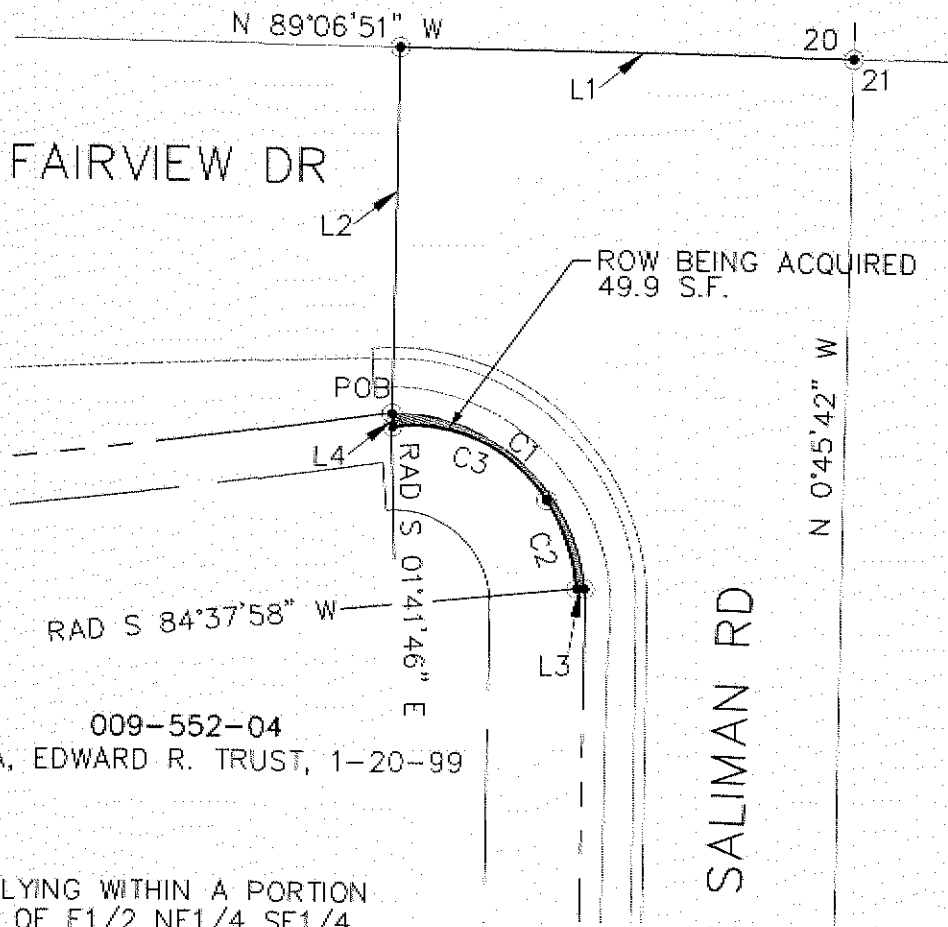 N 89°06'51" W
20
21
L1
FAIRVIEW DR
L2
ROW BEING ACQUIRED
49.9 S.F.
POB
N 0°45'42" W
L4
C1
C3
C2
RAD S 01°41'46" E
RAD S 84°37'58" W
L3
SALIMAN RD
009-552-04
A, EDWARD R. TRUST, 1-20-99
LYING WITHIN A PORTION
OF E1/2 NE1/4 SE1/4